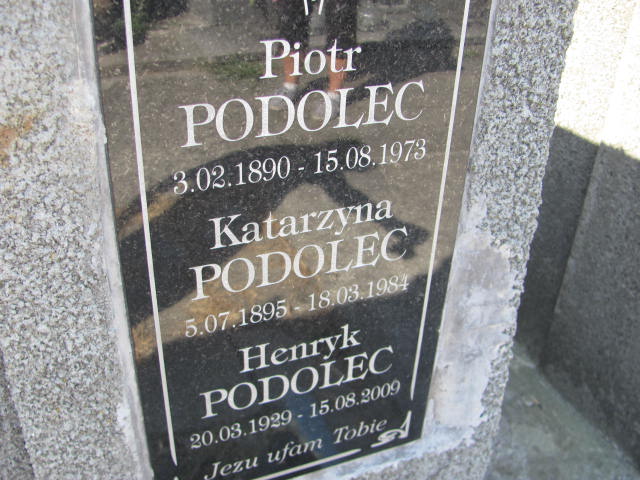 Piotr
PODOLEC
3.02.1890 - 15.08.1973
Katarzyna
PODOLEC
5.07.1895 - 18.03.1984
Henryk
PODOLEC
20.03.1929 - 15.08.2009
Jezu ufam Tobie